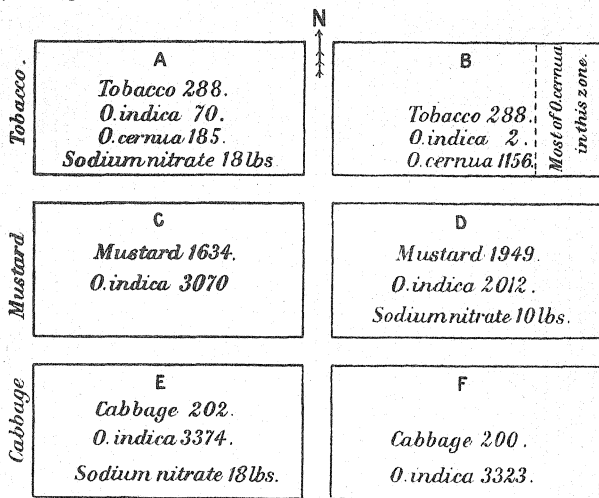 N
Tobacco.
A
Tobacco 288.
O.indica 70.
O.cernua 185.
Sodium nitrate 18 lbs
B
Tobacco 288.
O.indica 2.
O.cernua 1156.
Most of O.cernua
in this zone.
Mustard
C
Mustard 1634.
O.indica 3070
D
Mustard 1949.
O.indica 2012.
Sodium nitrate 10 lbs.
Cabbage
E
Cabbage 202.
O.indica 3374.
Sodium nitrate 18 lbs.
F
Cabbage 200.
O.indica 3323.